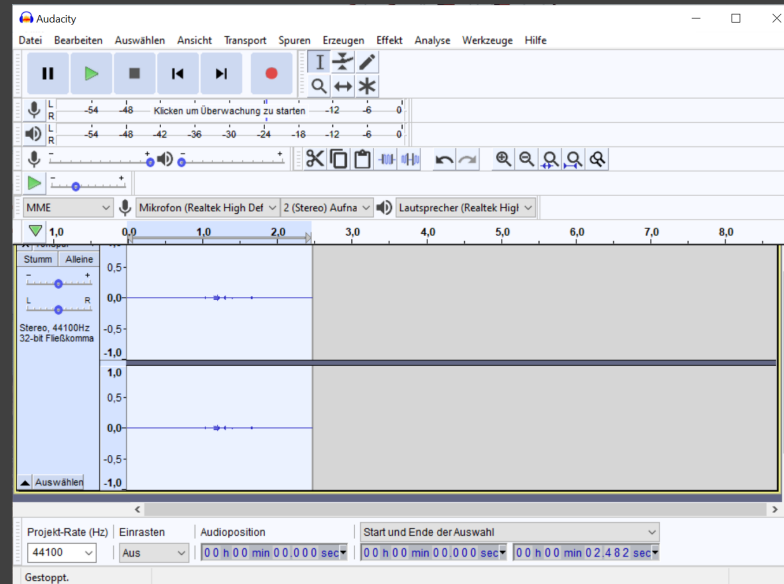 Audacity
Datei Bearbeiten Auswählen Ansicht Transport Spuren Erzeugen Effekt Analyse Werkzeuge Hilfe
L
R
-54 -48 Klicken um Überwachung zu starten -12 -6 0
L
R
-54 -48 -42 -36 -30 -24 -18 -12 -6 0
MME Mikrofon (Realtek High Def 2 (Stereo) Aufna Lautsprecher (Realtek High
1,0 0,0 1,0 2,0 3,0 4,0 5,0 6,0 7,0 8,0
Stumm Alleine
L R
Stereo, 44100Hz
32-bit Fließkomma
0,5
0,0
-0,5
-1,0
1,0
0,5
0,0
-0,5
-1,0
Auswählen
Projekt-Rate (Hz) Einrasten Audioposition Start und Ende der Auswahl
44100 Aus 00 h 00 min 00.000 sec 00 h 00 min 00.000 sec 00 h 00 min 02.482 sec
Gestoppt.